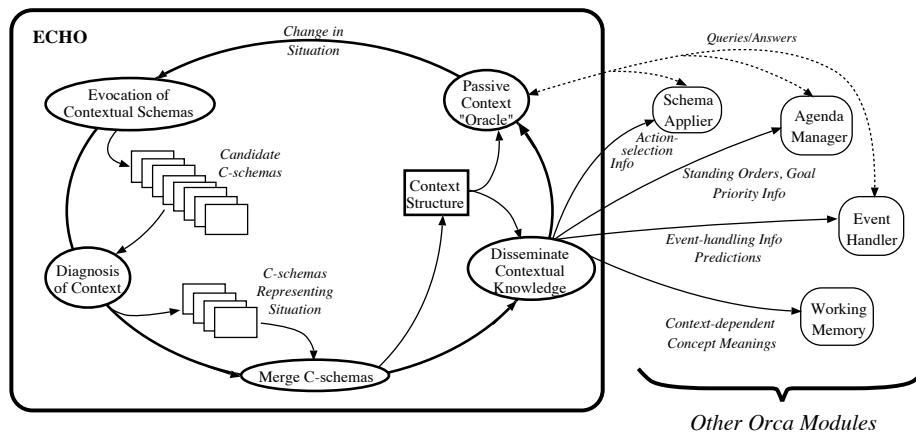 ECHO
Change in
Situation
Queries/Answers
Evocation of
Contextual Schemas
Passive
Context
"Oracle"
Schema
Applier
Agenda
Manager
Candidate
C-schemas
Action-
selection
Info
Context
Structure
Standing Orders, Goal
Priority Info
Event
Handler
Event-handling Info
Predictions
Diagnosis
of Context
Disseminate
Contextual
Knowledge
C-schemas
Representing
Situation
Working
Memory
Context-dependent
Concept Meanings
Merge C-schemas
Other Orca Modules